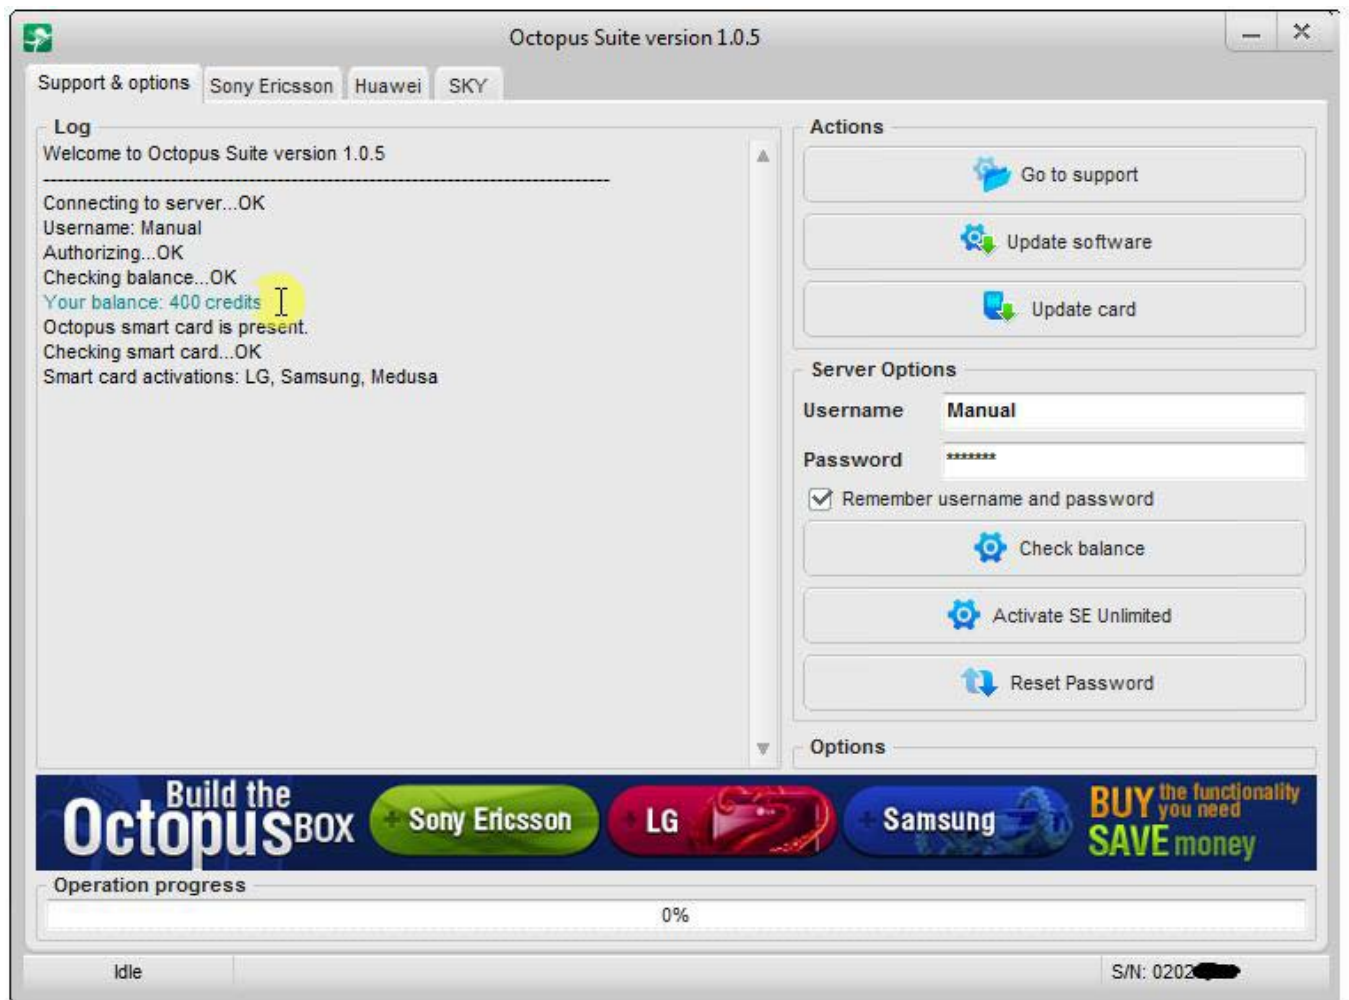 Octopus Suite version 1.0.5
Support & options
Sony Ericsson
Huawei
SKY
Log
Welcome to Octopus Suite version 1.0.5
Connecting to server...OK
Username: Manual
Authorizing...OK
Checking balance...OK
Your balance: 400 credits
Octopus smart card is present.
Checking smart card...OK
Smart card activations: LG, Samsung, Medusa
Actions
Go to support
Update software
Update card
Server Options
Username Manual
Password *******
Remember username and password
Check balance
Activate SE Unlimited
Reset Password
Options
Build the
OctopusBOX
Sony Ericsson
LG
Samsung
BUY the functionality
you need
SAVE money
Operation progress
0%
Idle
S/N: 0202